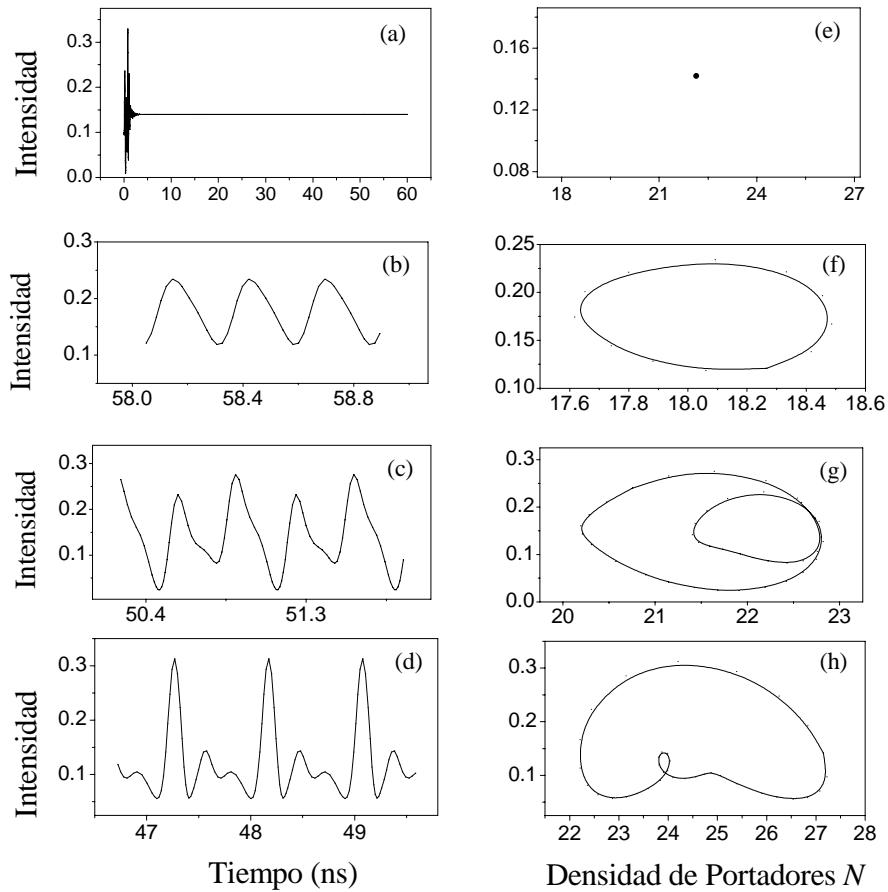 (a)
Intensidad
0.3
0.2
0.1
0.0
0 10 20 30 40 50 60
(e)
0.16
0.12
0.08
18 21 24 27
(b)
Intensidad
0.3
0.2
0.1
58.0 58.4 58.8
(f)
0.25
0.20
0.15
0.10
17.6 17.8 18.0 18.2 18.4 18.6
(c)
Intensidad
0.3
0.2
0.1
50.4 51.3
(g)
0.3
0.2
0.1
0.0
20 21 22 23
(d)
Intensidad
0.3
0.2
0.1
47 48 49
Tiempo (ns)
(h)
0.3
0.2
0.1
22 23 24 25 26 27 28
Densidad de Portadores N